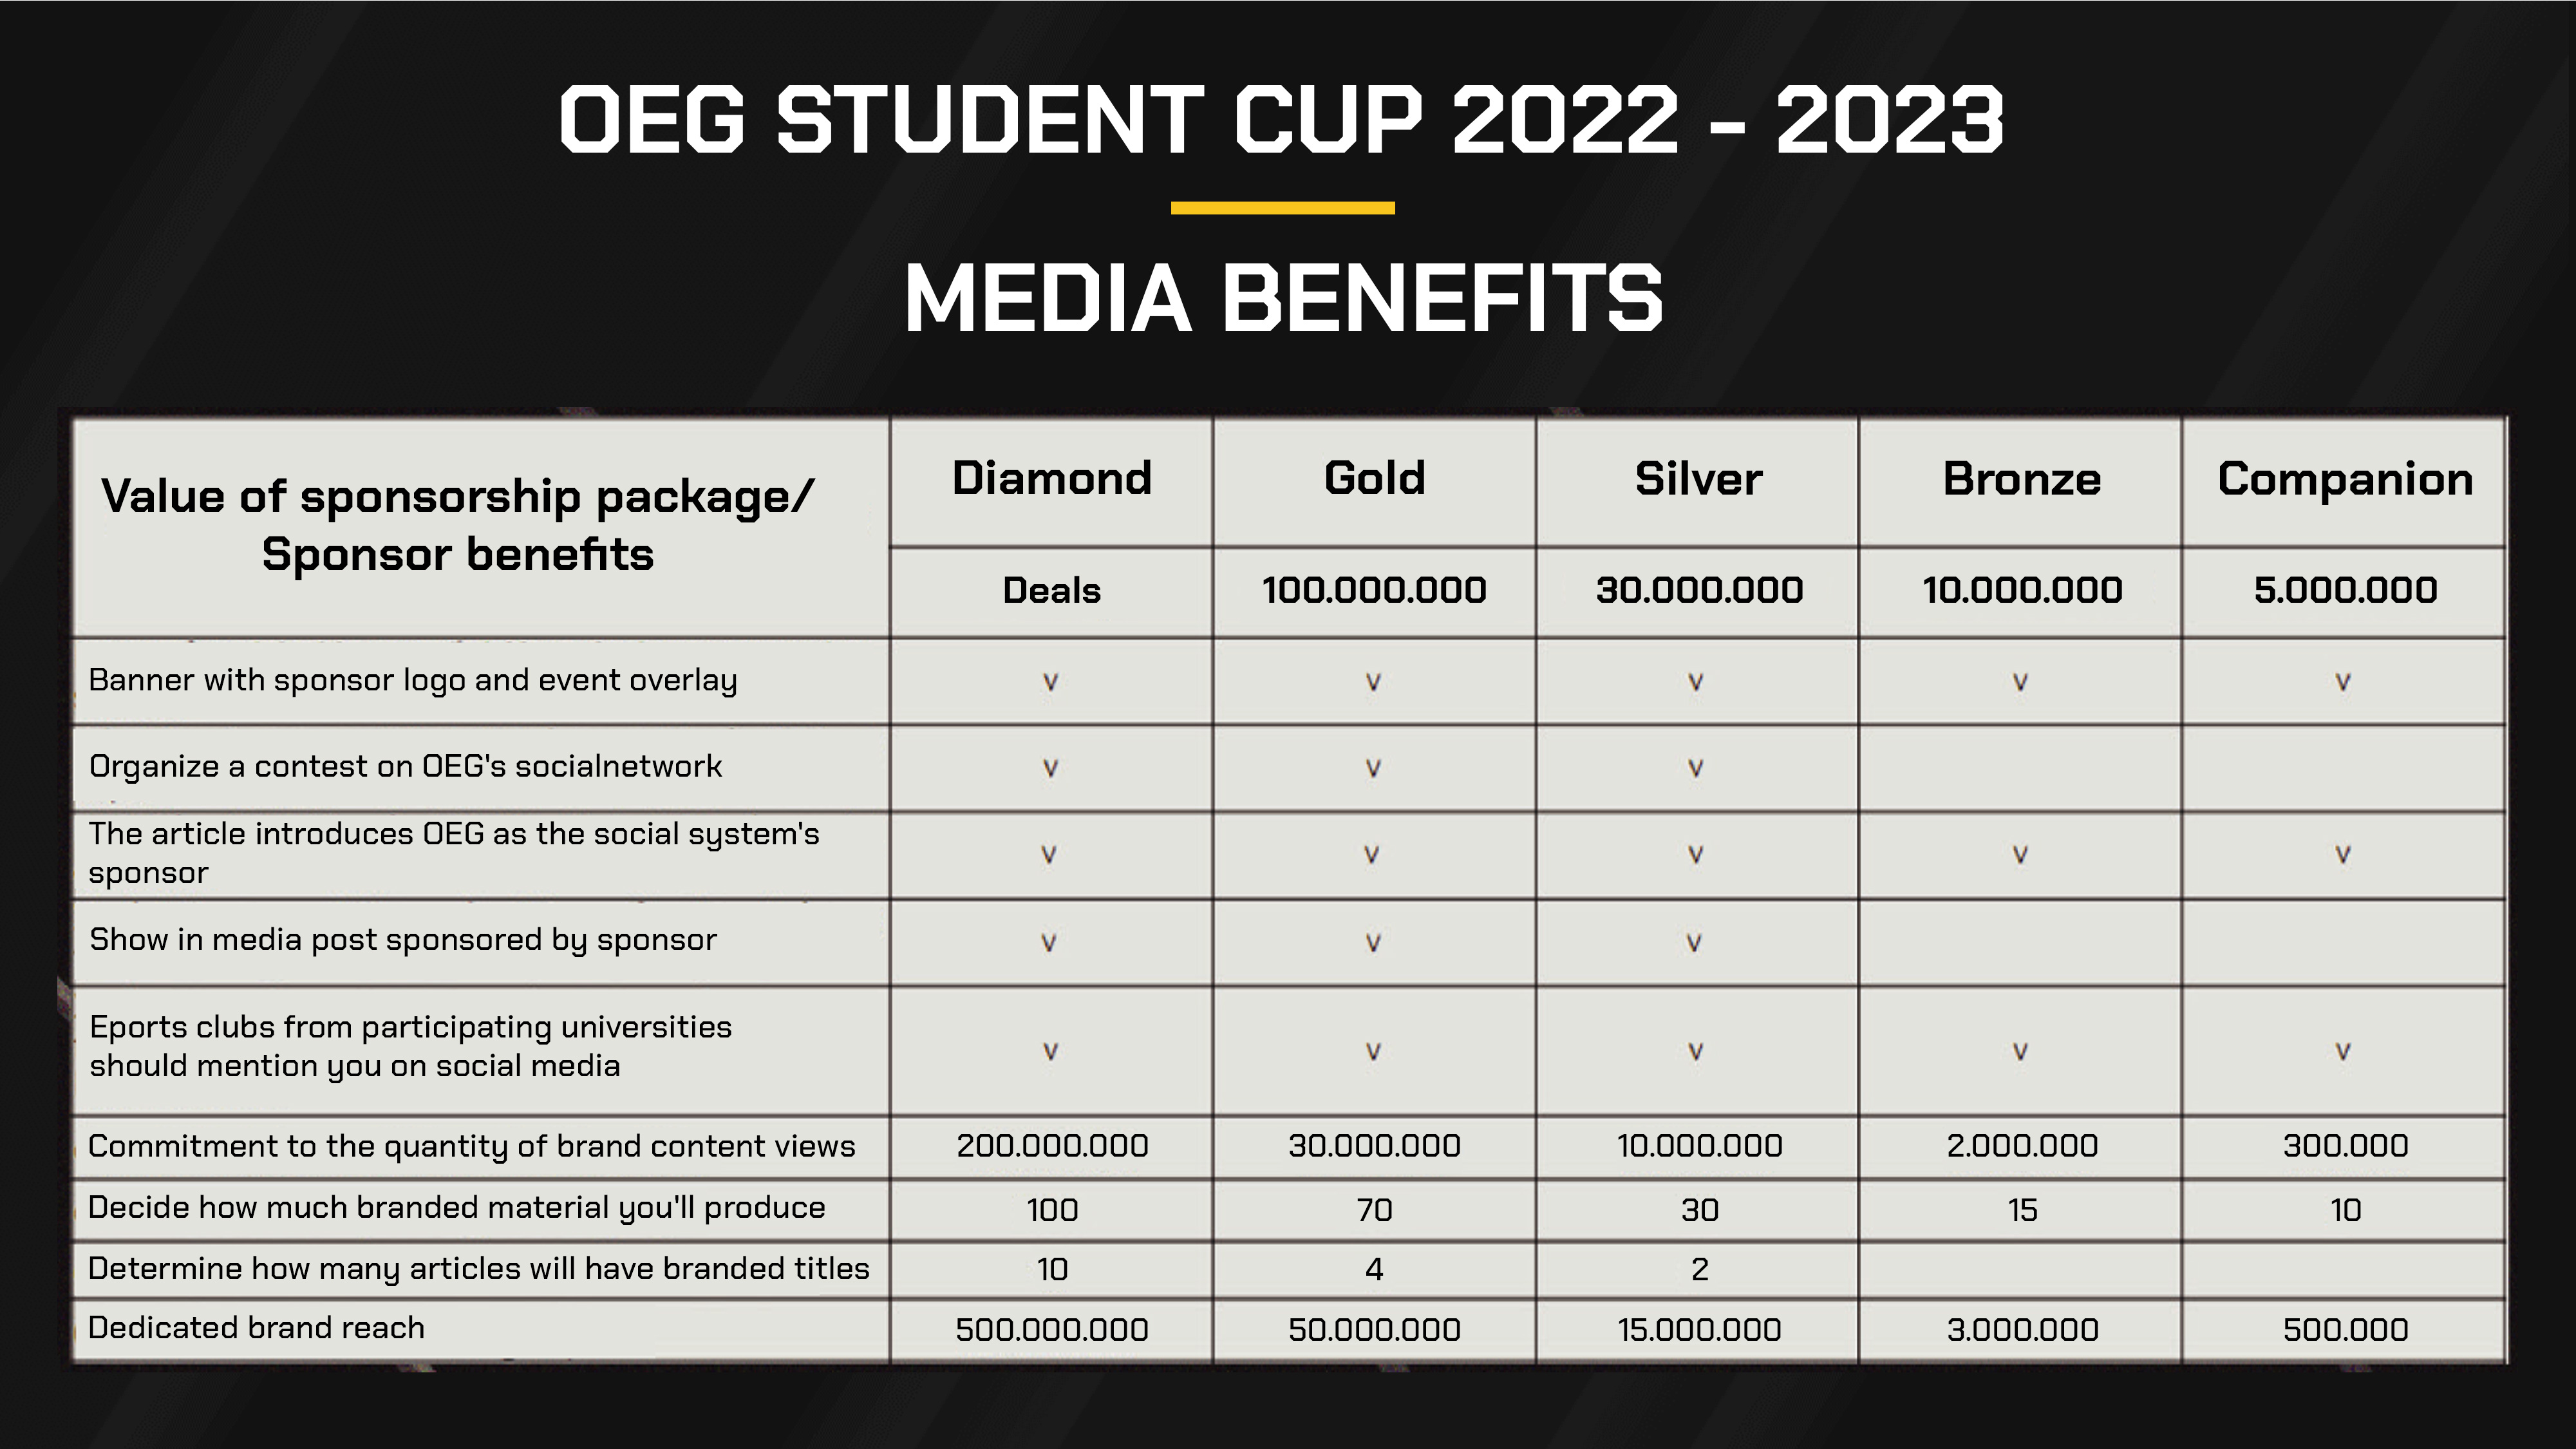 OEG STUDENT CUP 2022 - 2023
MEDIA BENEFITS
Value of sponsorship package/
Sponsor benefits
Diamond Gold Silver Bronze Companion
Deals 100.000.000 30.000.000 10.000.000 5.000.000
Banner with sponsor logo and event overlay v v v v v
Organize a contest on OEG's socialnetwork v v v
The article introduces OEG as the social system's
sponsor v v v v v
Show in media post sponsored by sponsor v v v
Eports clubs from participating universities
should mention you on social media v v v v v
Commitment to the quantity of brand content views 200.000.000 30.000.000 10.000.000 2.000.000 300.000
Decide how much branded material you'll produce 100 70 30 15 10
Determine how many articles will have branded titles 10 4 2
Dedicated brand reach 500.000.000 50.000.000 15.000.000 3.000.000 500.000